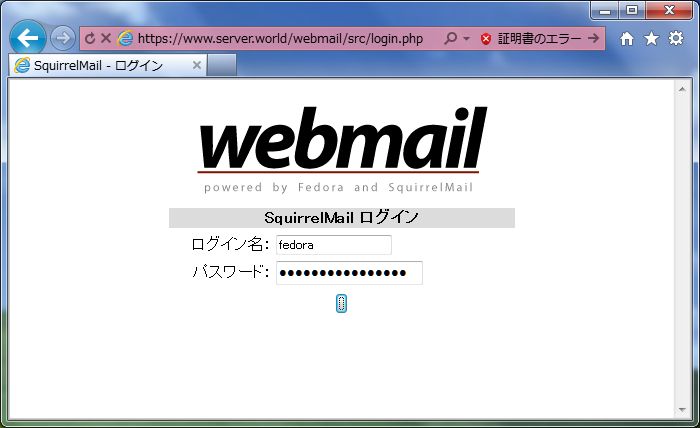 https://www.server.world/webmail/src/login.php
証明書のエラー
SquirrelMail - ログイン
webmail
powered by Fedora and SquirrelMail
SquirrelMail ログイン
ログイン名: fedora
パスワード: ●●●●●●●●●●●●●●●●